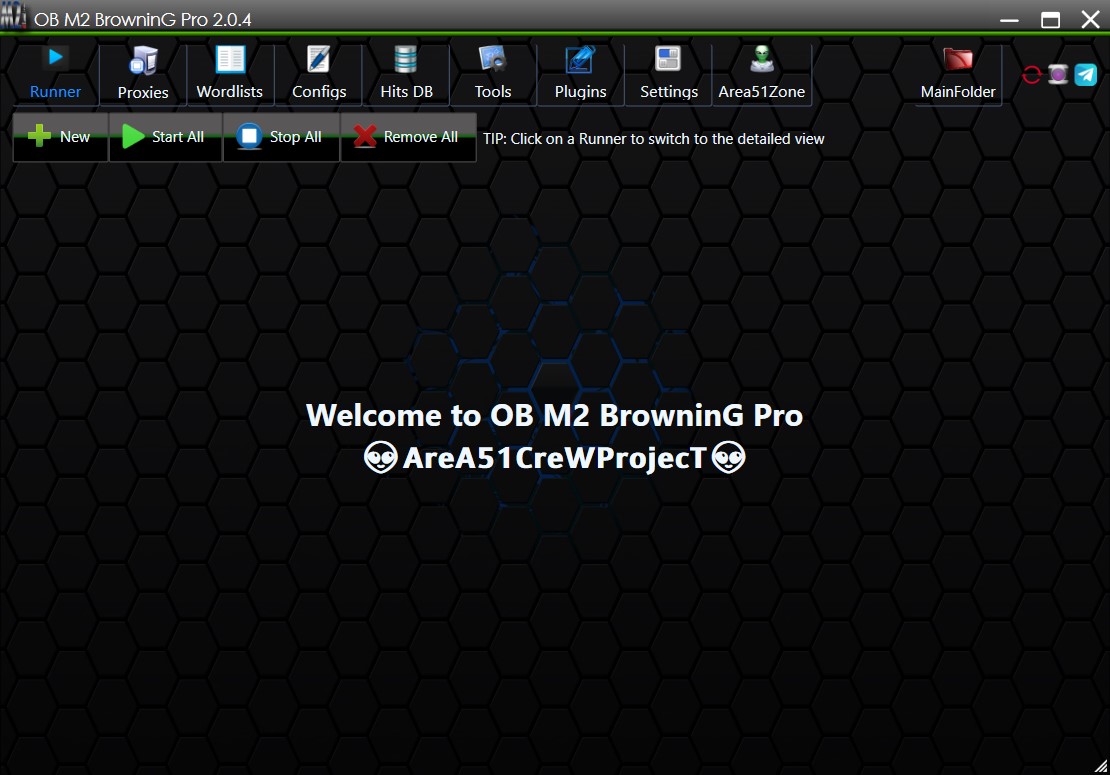 OB M2 BrowninG Pro 2.0.4
Runner Proxies Wordlists Configs Hits DB Tools Plugins Settings Area51Zone MainFolder
New Start All Stop All Remove All TIP: Click on a Runner to switch to the detailed view
Welcome to OB M2 BrowninG Pro
👽AreA51CreWProjecT👽